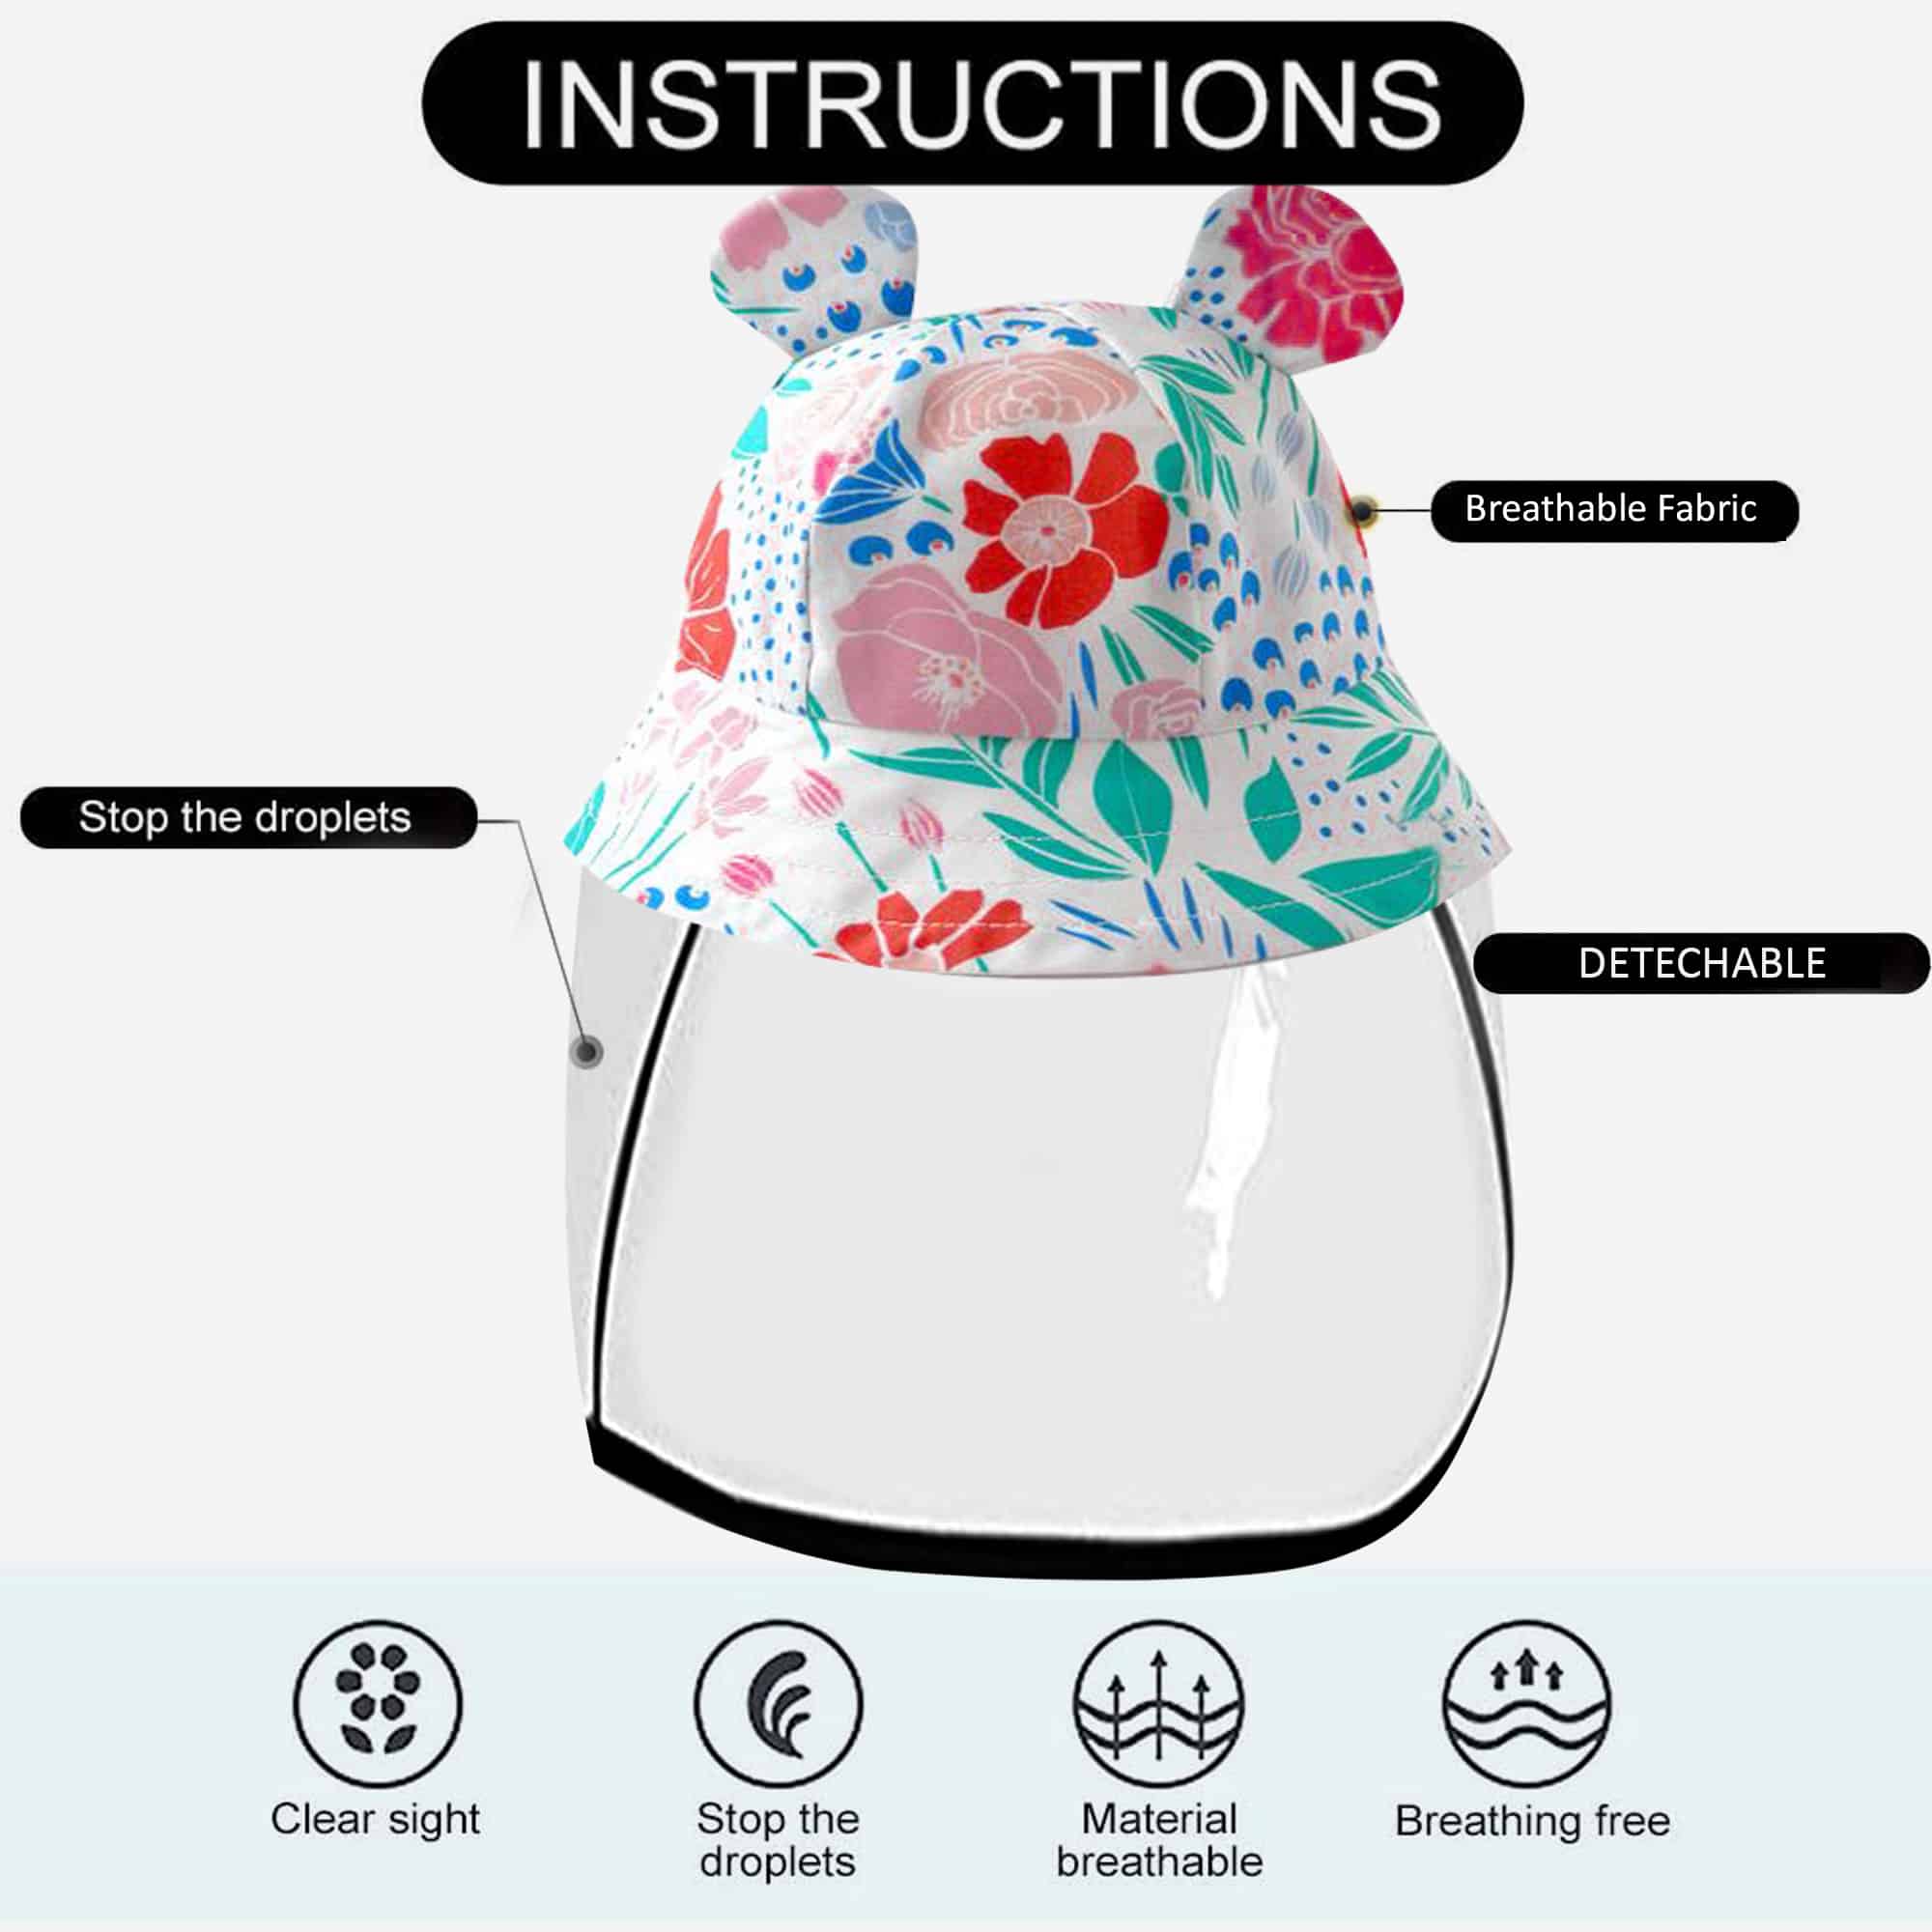 INSTRUCTIONS
Breathable Fabric
Stop the droplets
DETECHABLE
Clear sight
Stop the
droplets
Material
breathable
Breathing free